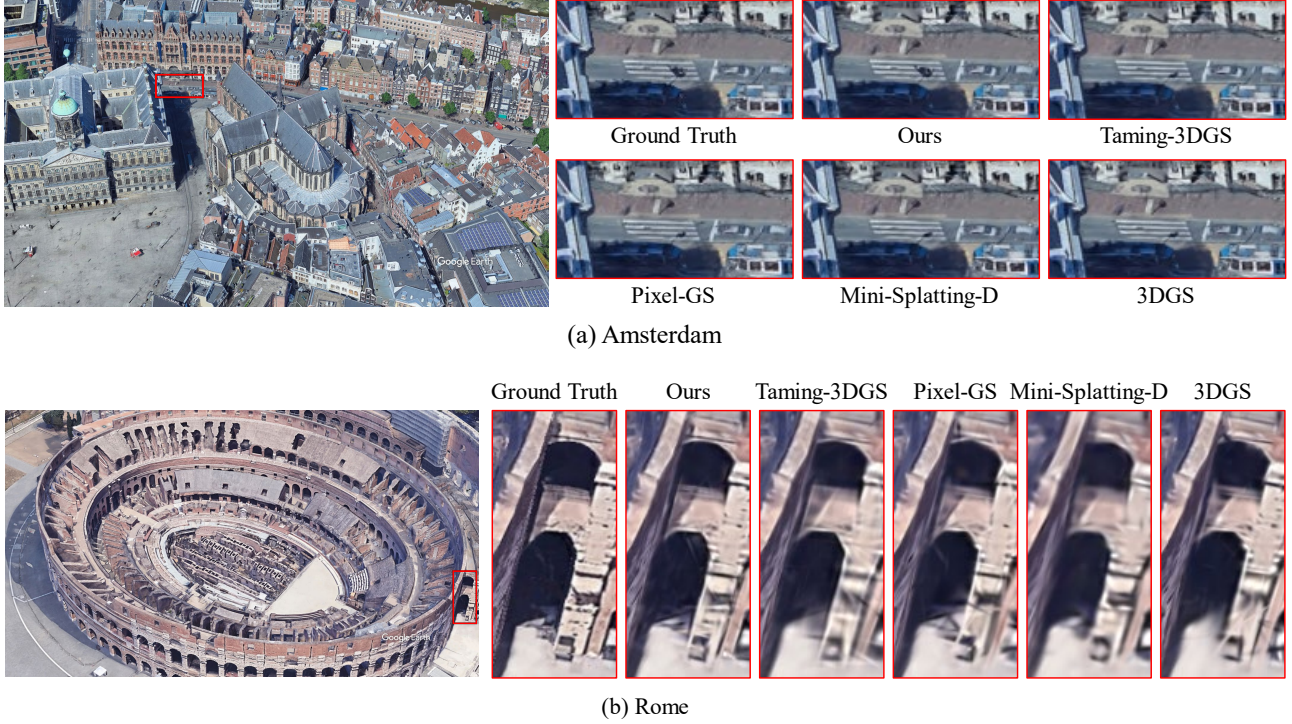 Google Earth
Ground Truth
Ours
Taming-3DGS
Pixel-GS
Mini-Splatting-D
3DGS
(a) Amsterdam
Ground Truth
Ours
Taming-3DGS
Pixel-GS
Mini-Splatting-D
3DGS
Google Earth
(b) Rome